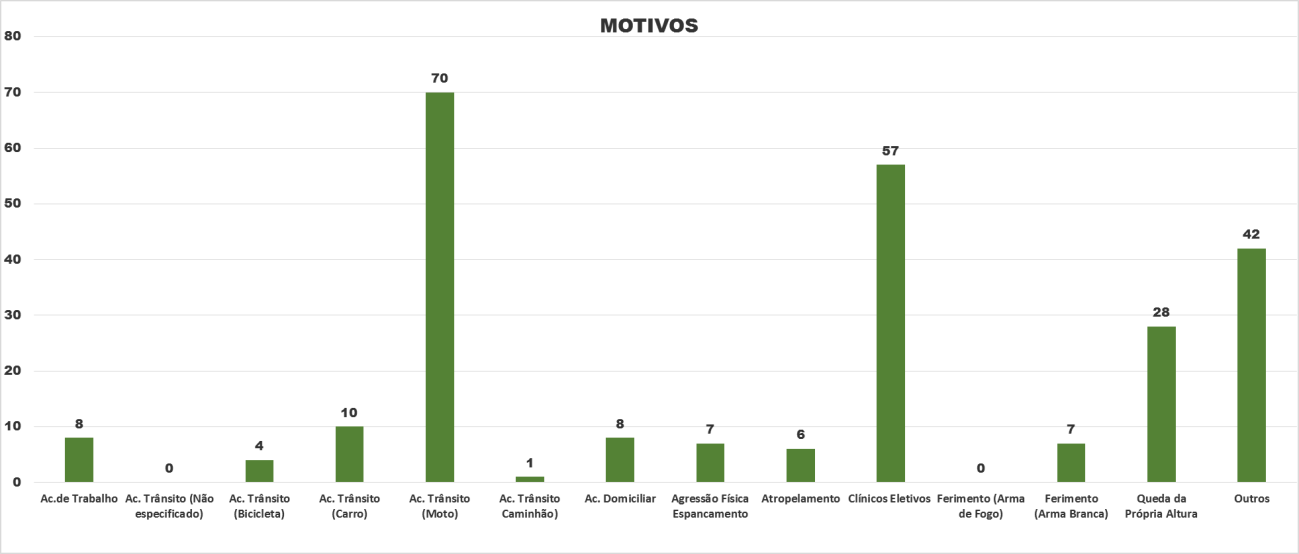 MOTIVOS
80
70
60
50
40
30
20
10
0
8
0
4
10
70
1
8
7
6
57
0
7
28
42
Ac.de Trabalho
Ac. Trânsito (Não
especificado)
Ac. Trânsito
(Bicicleta)
Ac. Trânsito
(Carro)
Ac. Trânsito
(Moto)
Ac. Trânsito
Caminhão)
Ac. Domiciliar
Agressão Física
Espancamento
Atropelamento
Clínicos Eletivos
Ferimento (Arma
de Fogo)
Ferimento
(Arma Branca)
Queda da
Própria Altura
Outros